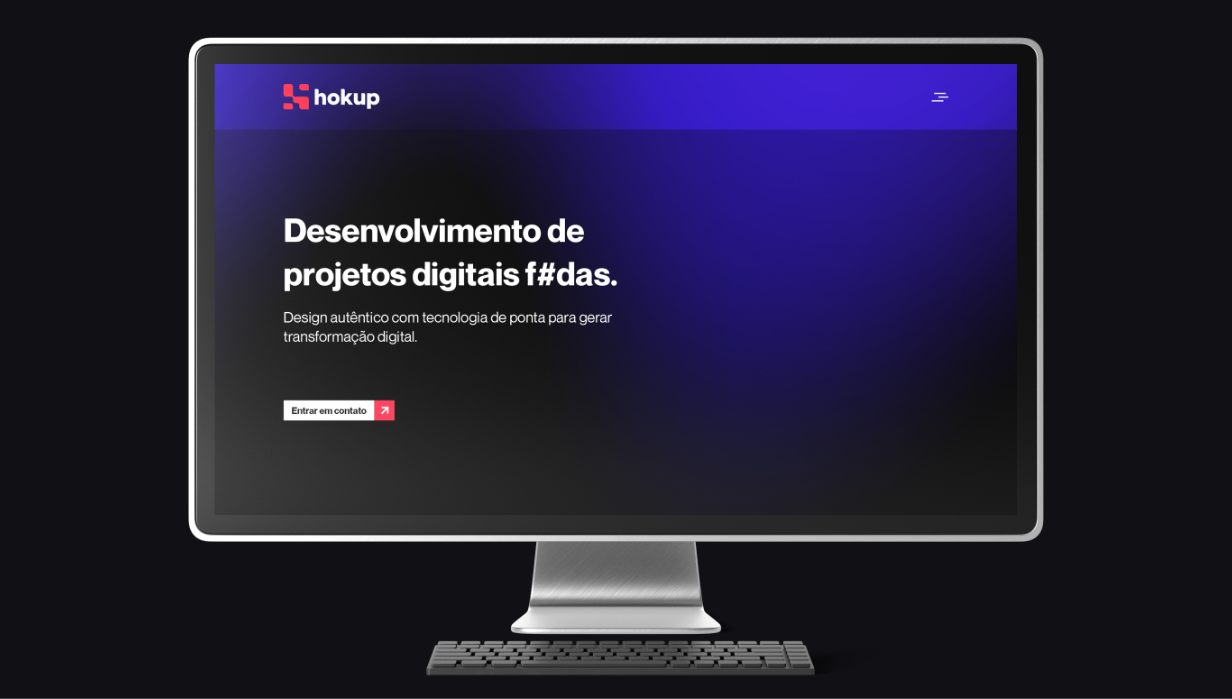 hokup
Desenvolvimento de
projetos digitais f#das.
Design autêntico com tecnologia de ponta para gerar
transformação digital.
Entrar em contato